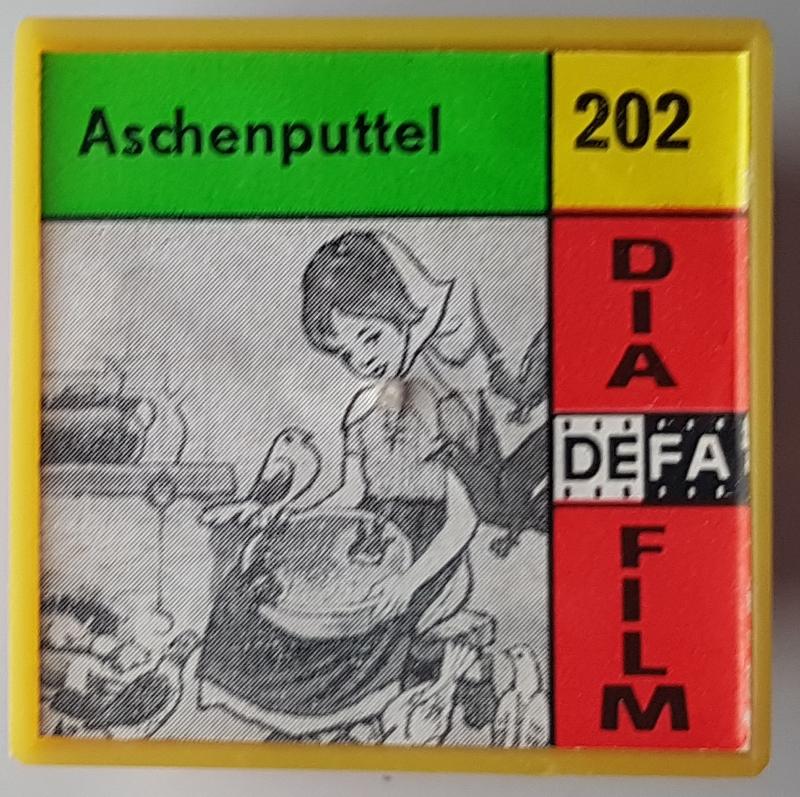 Aschenputtel
202
DIA
DEFA
FILM